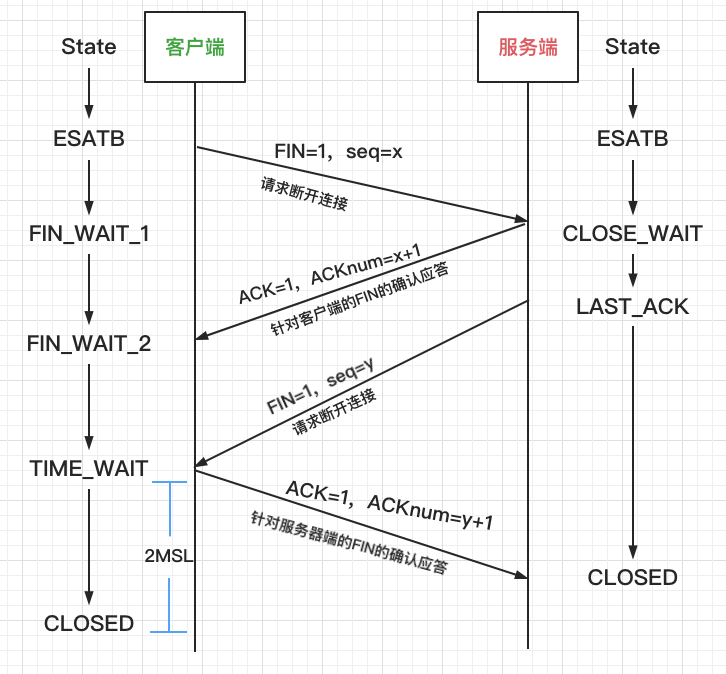 State
客户端
服务端
State
ESATB
ESATB
FIN=1，seq=x
请求断开连接
FIN_WAIT_1
CLOSE_WAIT
ACK=1，ACKnum=x+1
针对客户端的FIN的确认应答
LAST_ACK
FIN_WAIT_2
FIN=1，seq=y
请求断开连接
TIME_WAIT
ACK=1，ACKnum=y+1
针对服务器端的FIN的确认应答
2MSL
CLOSED
CLOSED